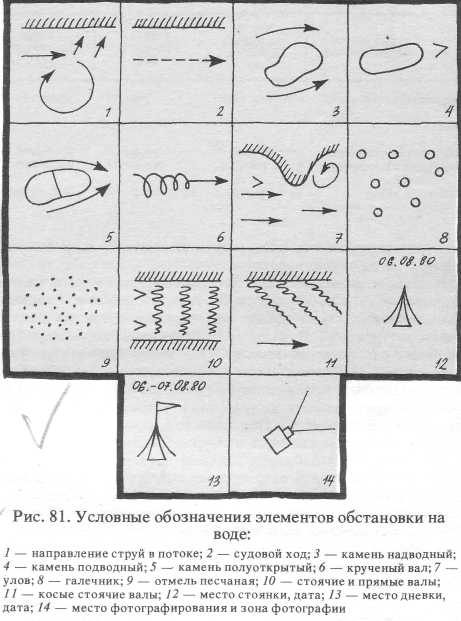 1
2
3
4
5
6
7
8
06.08.80
9
10
11
12
06.-07.08.80
13
14
Рис. 81. Условные обозначения элементов обстановки на
воде:
1 — направление струй в потоке; 2 — судовой ход; 3 — камень надводный;
4 — камень подводный; 5 — камень полуоткрытый; 6 — крученый вал; 7 —
улов; 8 — галечник; 9 — отмель песчаная; 10 — стоячие и прямые валы;
11 — косые стоячие валы; 12 — место стоянки, дата; 13 — место дневки,
дата; 14 — место фотографирования и зона фотографии